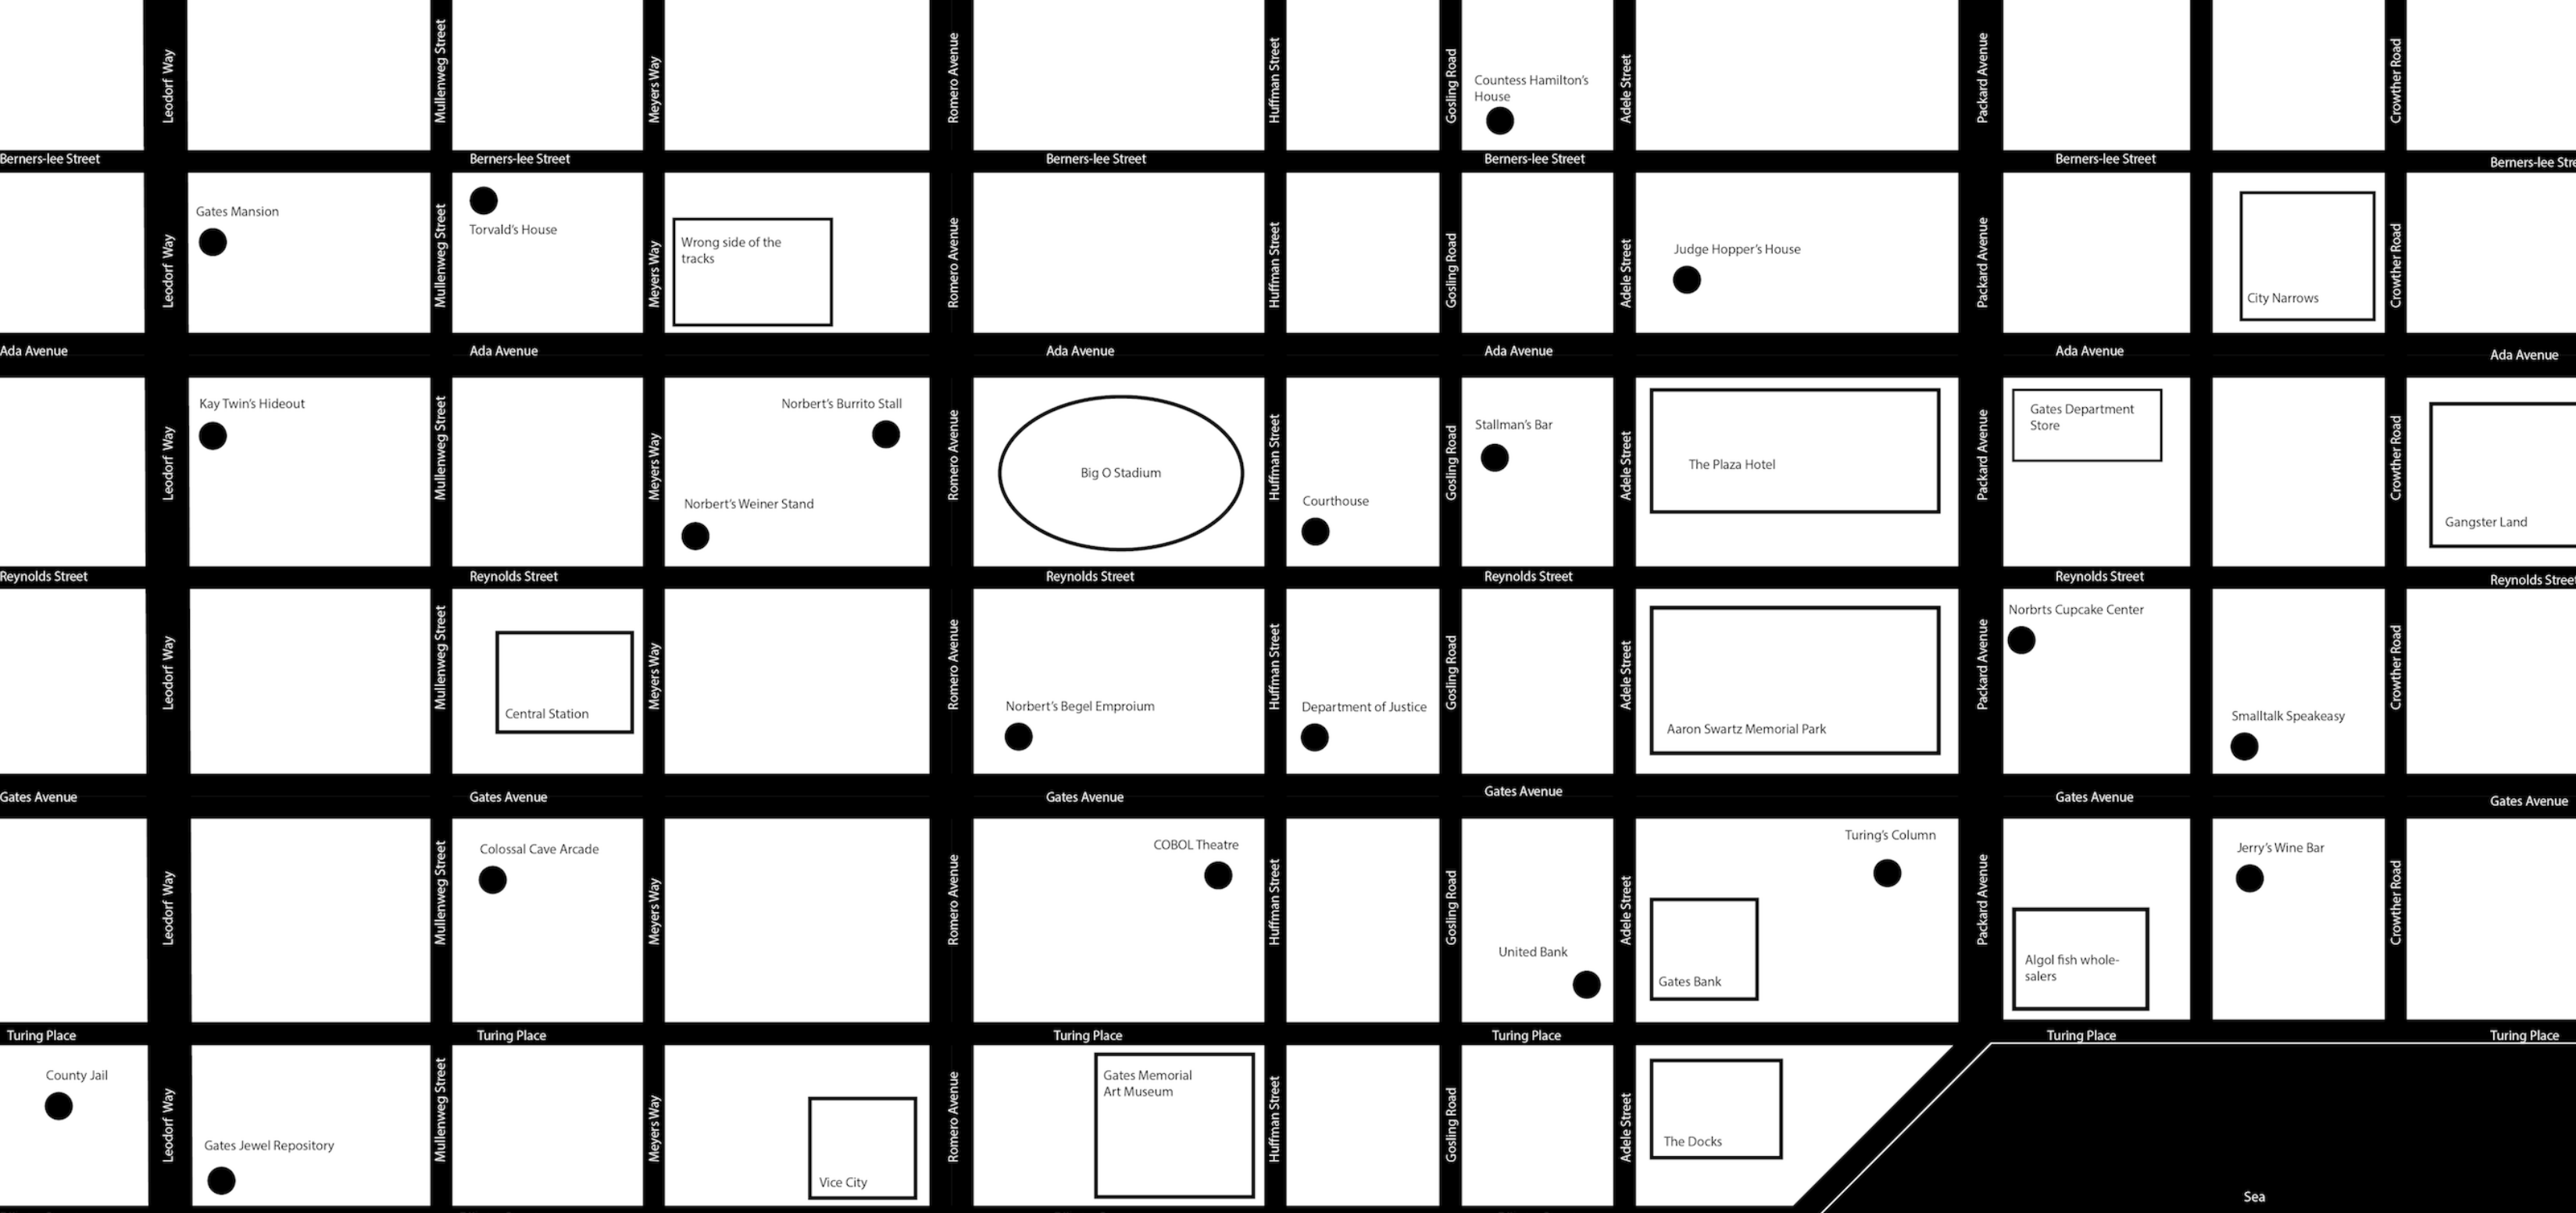 Leodorf Way
Mullenweg Street
Meyers Way
Romero Avenue
Huffman Street
Gosling Road
Countess Hamilton's
House
Adele Street
Packard Avenue
Crowther Road
Berners-lee Street
Berners-lee Street
Berners-lee Street
Berners-lee Street
Berners-lee Street
Berners-lee Stre
Leodorf Way
Gates Mansion
Mullenweg Street
Torvald's House
Meyers Way
Wrong side of the
tracks
Romero Avenue
Huffman Street
Gosling Road
Adele Street
Judge Hopper's House
Packard Avenue
City Narrows
Crowther Road
Ada Avenue
Ada Avenue
Ada Avenue
Ada Avenue
Ada Avenue
Ada Avenue
Leodorf Way
Kay Twin's Hideout
Mullenweg Street
Meyers Way
Norbert's Burrito Stall
Norbert's Weiner Stand
Romero Avenue
Big O Stadium
Huffman Street
Courthouse
Gosling Road
Stallman's Bar
Adele Street
The Plaza Hotel
Packard Avenue
Gates Department
Store
Crowther Road
Gangster Land
Reynolds Street
Reynolds Street
Reynolds Street
Reynolds Street
Reynolds Street
Reynolds Stree
Leodorf Way
Mullenweg Street
Central Station
Meyers Way
Romero Avenue
Norbert's Begel Emproium
Huffman Street
Department of Justice
Gosling Road
Adele Street
Aaron Swartz Memorial Park
Packard Avenue
Norbrts Cupcake Center
Smalltalk Speakeasy
Crowther Road
Gates Avenue
Gates Avenue
Gates Avenue
Gates Avenue
Gates Avenue
Gates Avenue
Leodorf Way
Mullenweg Street
Colossal Cave Arcade
Meyers Way
Romero Avenue
COBOL Theatre
Huffman Street
Gosling Road
United Bank
Adele Street
Gates Bank
Turing's Column
Packard Avenue
Algol fish whole-
salers
Jerry's Wine Bar
Crowther Road
Turing Place
Turing Place
Turing Place
Turing Place
Turing Place
Turing Place
County Jail
Leodorf Way
Gates Jewel Repository
Mullenweg Street
Meyers Way
Vice City
Romero Avenue
Gates Memorial
Art Museum
Huffman Street
Gosling Road
Adele Street
The Docks
Sea